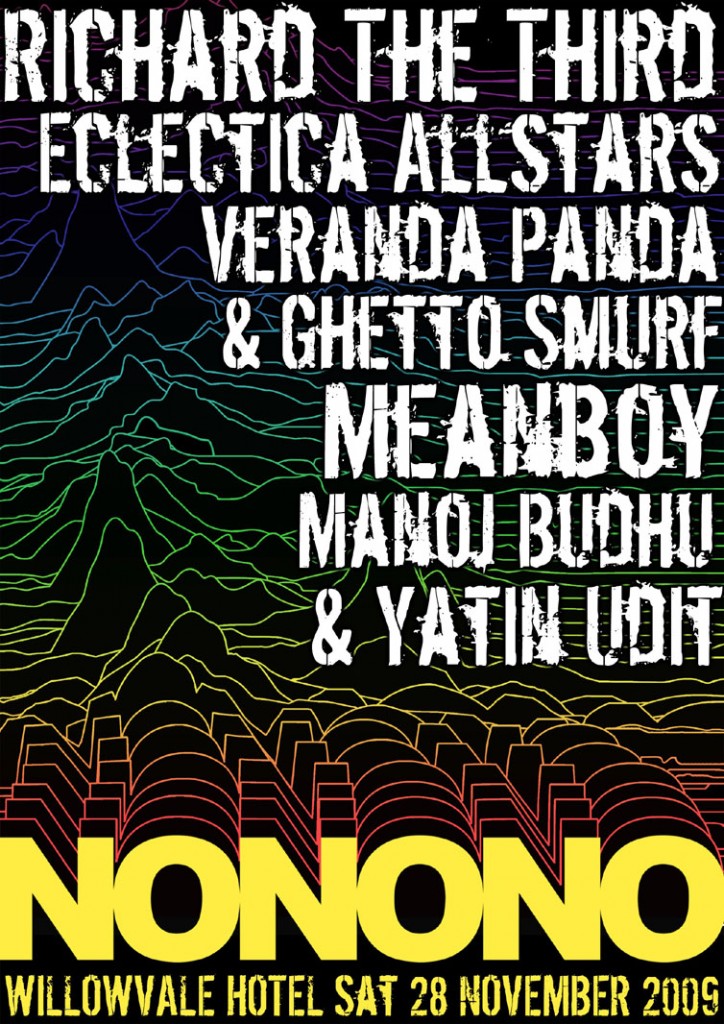 RICHARD THE THIRD
ECLECTICA ALLSTARS
VERANDA PANDA
& GHETTO SMURF
MEANBOY
MANOJ BUDHU
& YATIN UDIT
NONONO
WILLOWVALE HOTEL SAT 28 NOVEMBER 2009